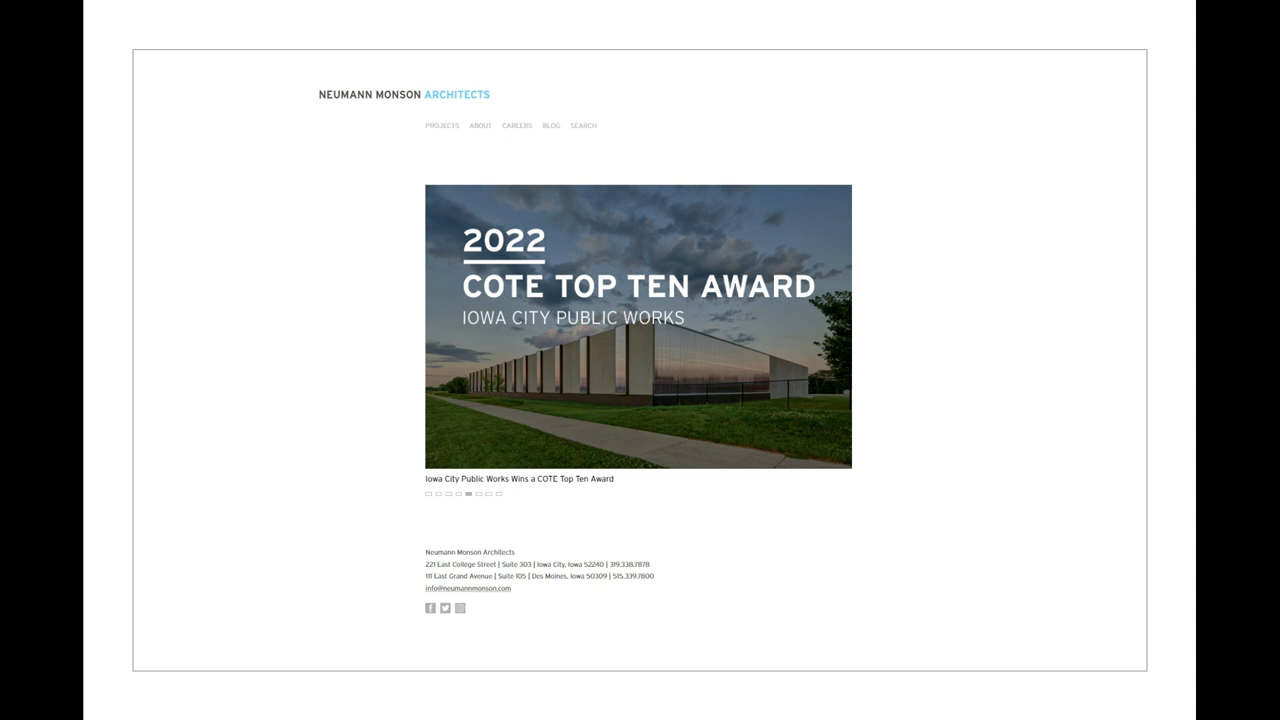 NEUMANN MONSON ARCHITECTS
PROJECTS ABOUT CAREERS BLOG SEARCH
2022
COTE TOP TEN AWARD
IOWA CITY PUBLIC WORKS
Iowa City Public Works Wins a COTE Top Ten Award
Neumann Monson Architects
221 East College Street | Suite 303 | Iowa City, Iowa 52240 | 319.338.7878
111 East Grand Avenue | Suite 105 | Des Moines, Iowa 50309 | 515.339.7800
info@neumannmonson.com